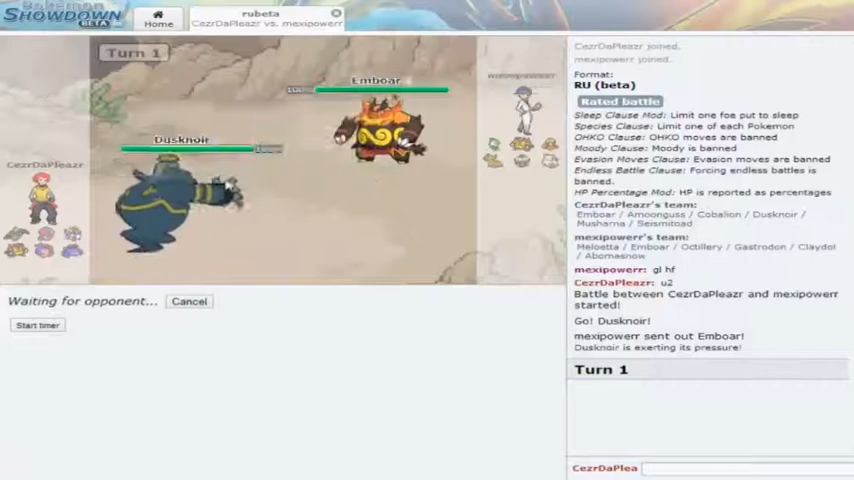 Pokémon
SHOWDOWN
BETA
Home
rubeta
CezrDaPleazr vs. mexipowerr
Turn 1
Emboar
100%
mexipowerr
Dusknoir
100%
CezrDaPleazr
Waiting for opponent... Cancel
Start timer
CezrDaPleazr joined.
mexipowerr joined.
Format:
RU (beta)
Rated battle
Sleep Clause Mod: Limit one foe put to sleep
Species Clause: Limit one of each Pokemon
OHKO Clause: OHKO moves are banned
Moody Clause: Moody is banned
Evasion Moves Clause: Evasion moves are banned
Endless Battle Clause: Forcing endless battles is
banned.
HP Percentage Mod: HP is reported as percentages
CezrDaPleazr's team:
Emboar / Amoonguss / Cobalion / Dusknoir /
Musharna / Seismitoad
mexipowerr's team:
Meloetta / Emboar / Octillery / Gastrodon / Claydol
/ Abomasnow
mexipowerr: gl hf
CezrDaPleazr: u2
Battle between CezrDaPleazr and mexipowerr
started!
Go! Dusknoir!
mexipowerr sent out Emboar!
Dusknoir is exerting its pressure!
Turn 1
CezrDaPlea